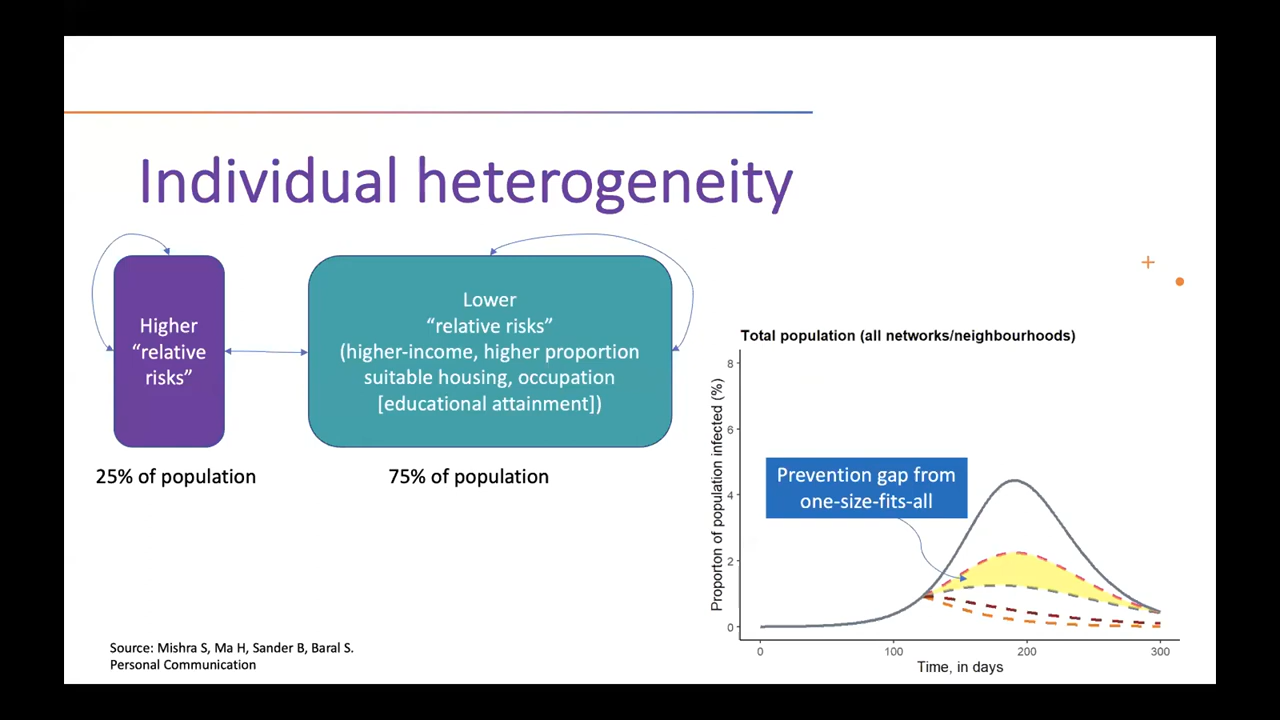 Individual heterogeneity
Higher
“relative
risks”
Lower
“relative risks”
(higher-income, higher proportion
suitable housing, occupation
[educational attainment])
25% of population
75% of population
Total population (all networks/neighbourhoods)
Proporton of population infected (%)
8
6
4
2
0
Prevention gap from
one-size-fits-all
0
100
200
300
Time, in days
Source: Mishra S, Ma H, Sander B, Baral S.
Personal Communication